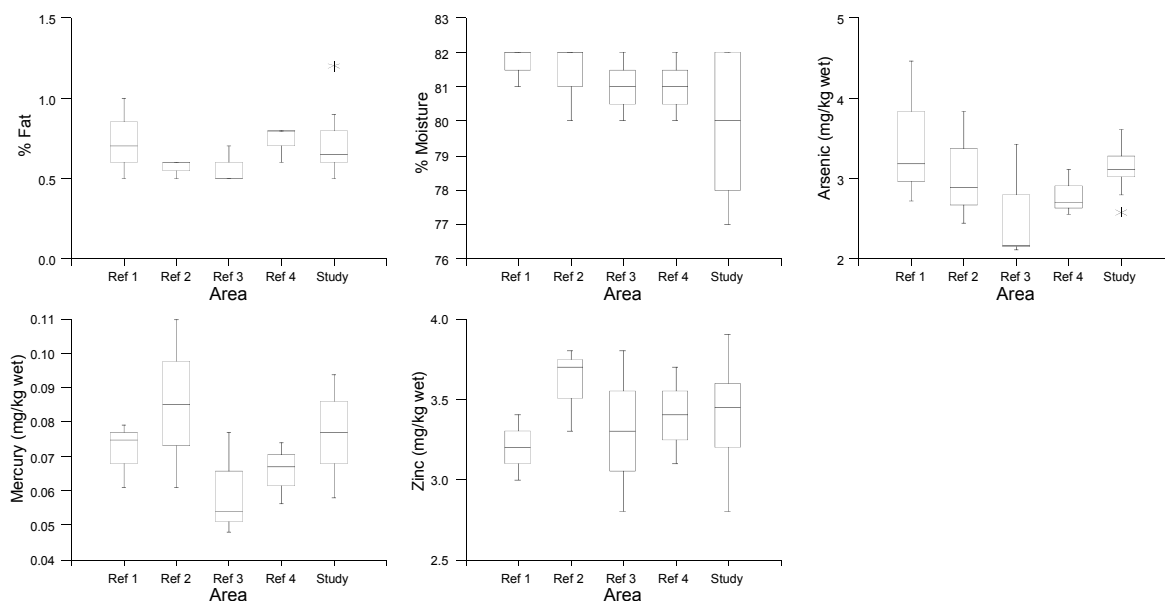 % Fat
1.5
1.0
0.5
0.0
Ref 1 Ref 2 Ref 3 Ref 4 Study
Area
% Moisture
83
82
81
80
79
78
77
76
Ref 1 Ref 2 Ref 3 Ref 4 Study
Area
Arsenic (mg/kg wet)
5
4
3
2
Ref 1 Ref 2 Ref 3 Ref 4 Study
Area
Mercury (mg/kg wet)
0.11
0.10
0.09
0.08
0.07
0.06
0.05
0.04
Ref 1 Ref 2 Ref 3 Ref 4 Study
Area
Zinc (mg/kg wet)
4.0
3.5
3.0
2.5
Ref 1 Ref 2 Ref 3 Ref 4 Study
Area